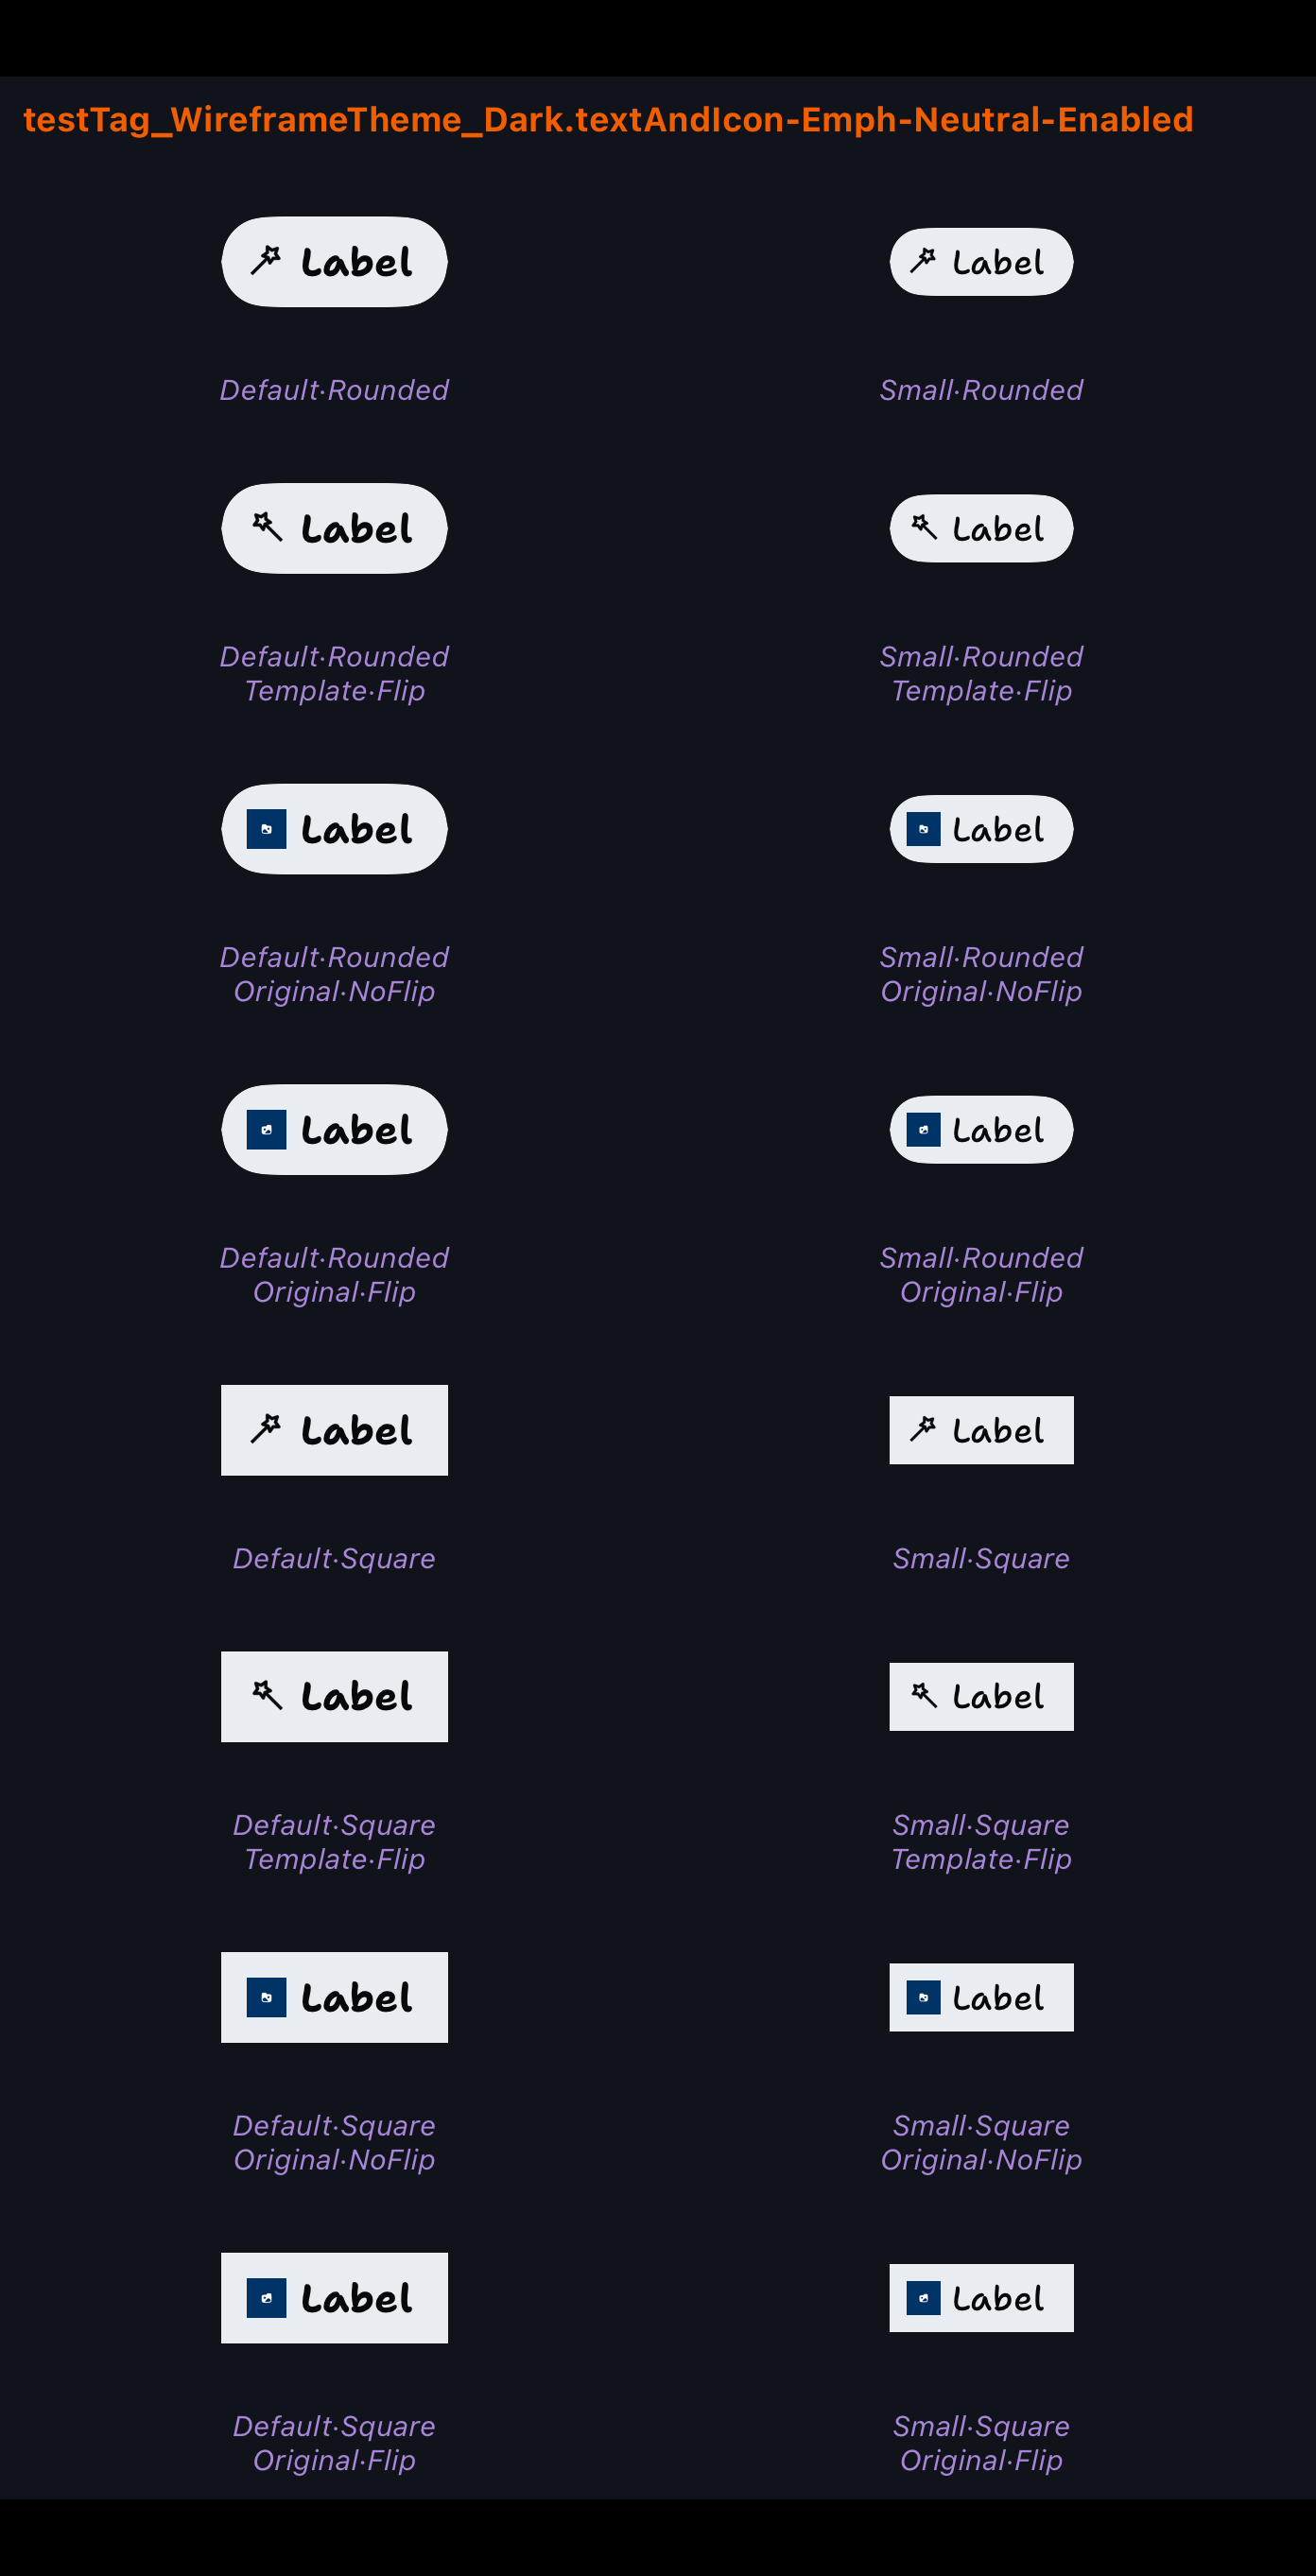 testTag_WireframeTheme_Dark.textAndIcon-Emph-Neutral-Enabled
Label
Label
Default·Rounded
Small·Rounded
Label
Label
Default·Rounded
Template·Flip
Small·Rounded
Template·Flip
Label
Label
Default·Rounded
Original·NoFlip
Small·Rounded
Original·NoFlip
Label
Label
Default·Rounded
Original·Flip
Small·Rounded
Original·Flip
Label
Label
Default·Square
Small·Square
Label
Label
Default·Square
Template·Flip
Small·Square
Template·Flip
Label
Label
Default·Square
Original·NoFlip
Small·Square
Original·NoFlip
Label
Label
Default·Square
Original·Flip
Small·Square
Original·Flip